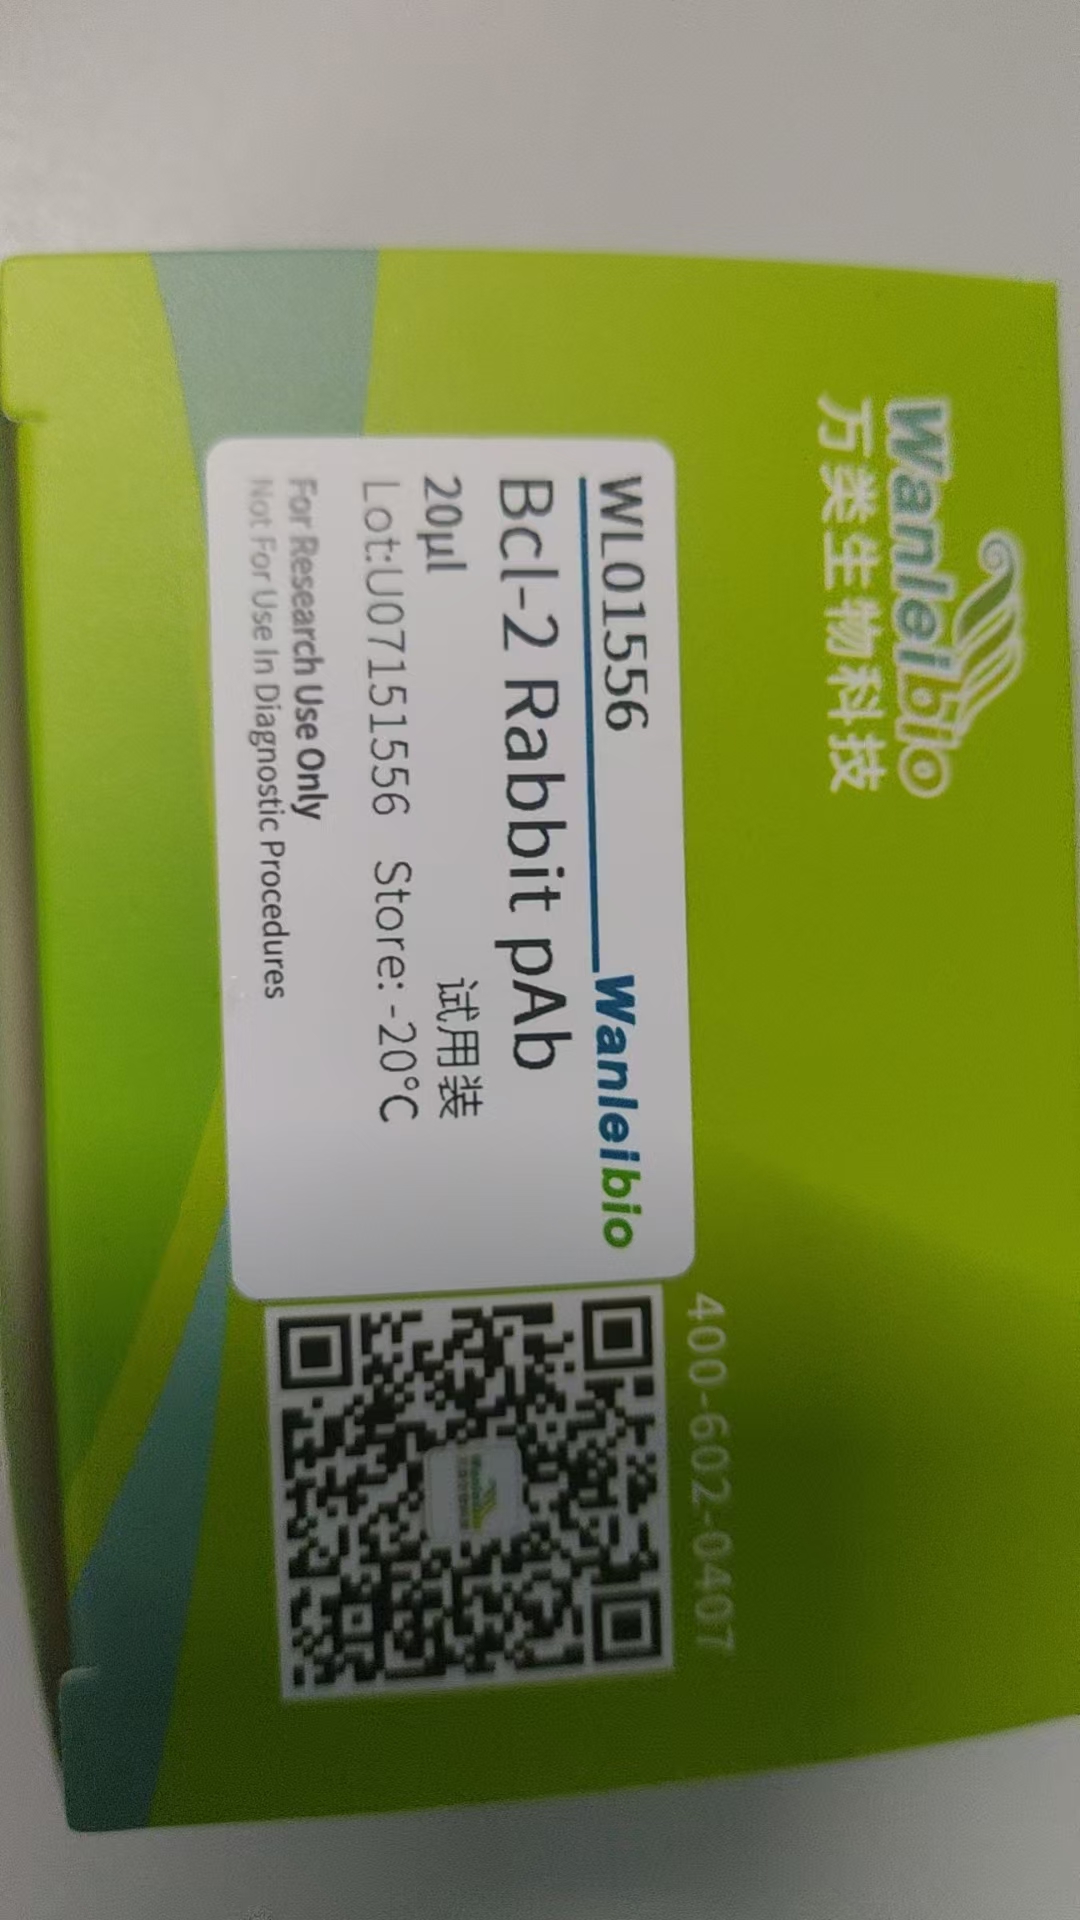 Wanleibio
万类生物科技
400-602-0407
WL01556
Wanleibio
Bcl-2 Rabbit pAb
20μl
试用装
Lot:U07151556 Store: -20°C
For Research Use Only
Not For Use In Diagnostic Procedures